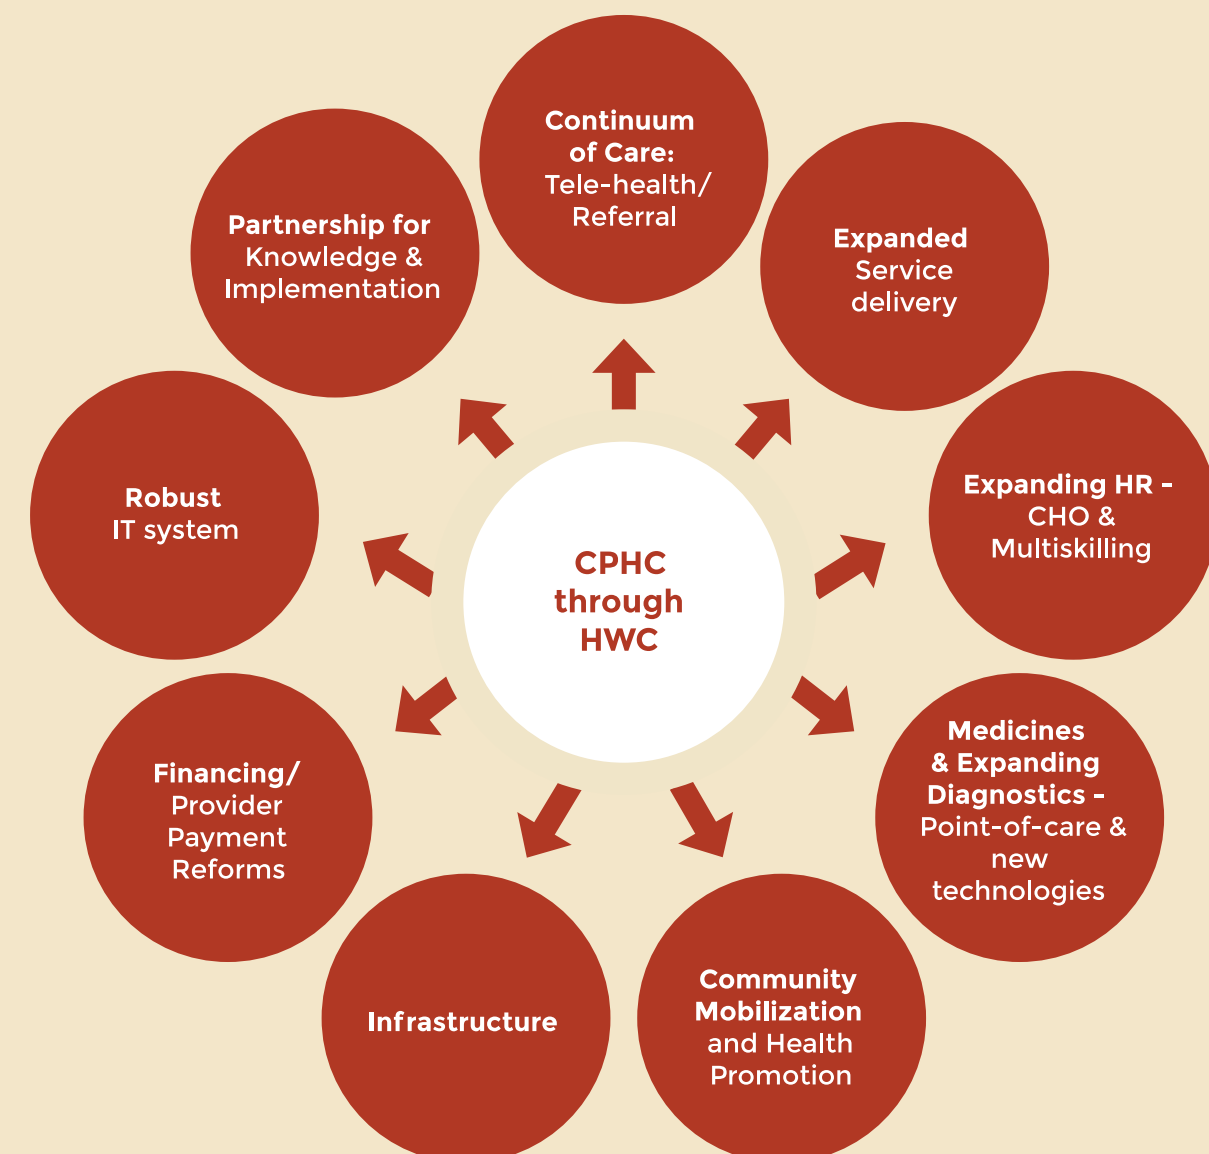 Continuum
of Care:
Tele-health/
Referral
Expanded
Service
delivery
Expanding HR -
CHO &
Multiskilling
Medicines
& Expanding
Diagnostics -
Point-of-care &
new
technologies
Community
Mobilization
and Health
Promotion
Infrastructure
Financing/
Provider
Payment
Reforms
Robust
IT system
Partnership for
Knowledge &
Implementation
CPHC
through
HWC